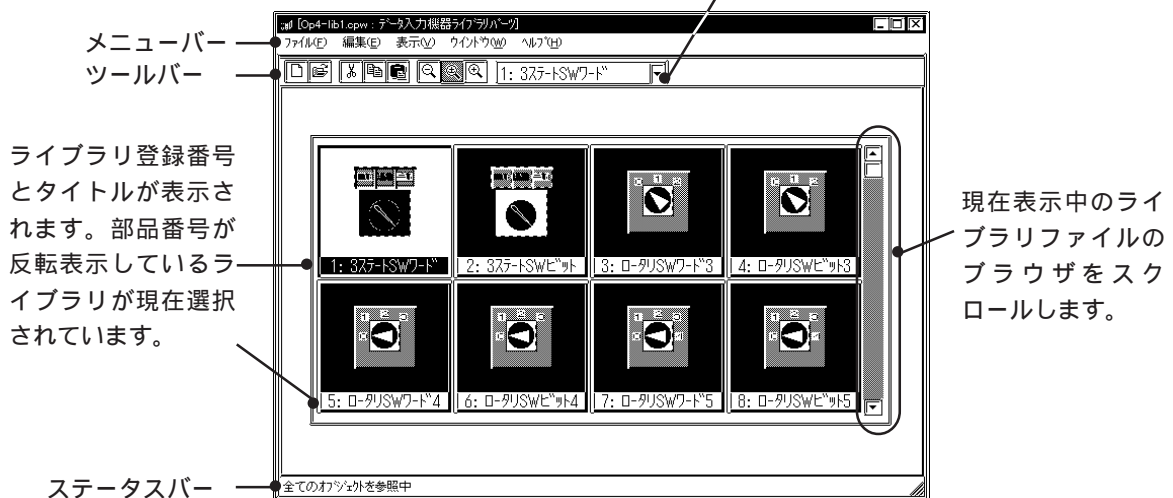 [Op4-lib1.cpw : データ入力機器ライブラリパーツ]
メニューバー
ファイル(F) 編集(E) 表示(V) ウインドウ(W) ヘルプ(H)
ツールバー
1: 3ステートSWワード
ライブラリ登録番号
とタイトルが表示さ
れます。部品番号が
反転表示しているラ
イブラリが現在選択
されています。
1: 3ステートSWワード
2: 3ステートSWビット
3: ロータリSWワード3
4: ロータリSWビット3
5: ロータリSWワード4
6: ロータリSWビット4
7: ロータリSWワード5
8: ロータリSWビット5
現在表示中のライ
ブラリファイルの
ブラウザをスク
ロールします。
ステータスバー
全てのオブジェクトを参照中